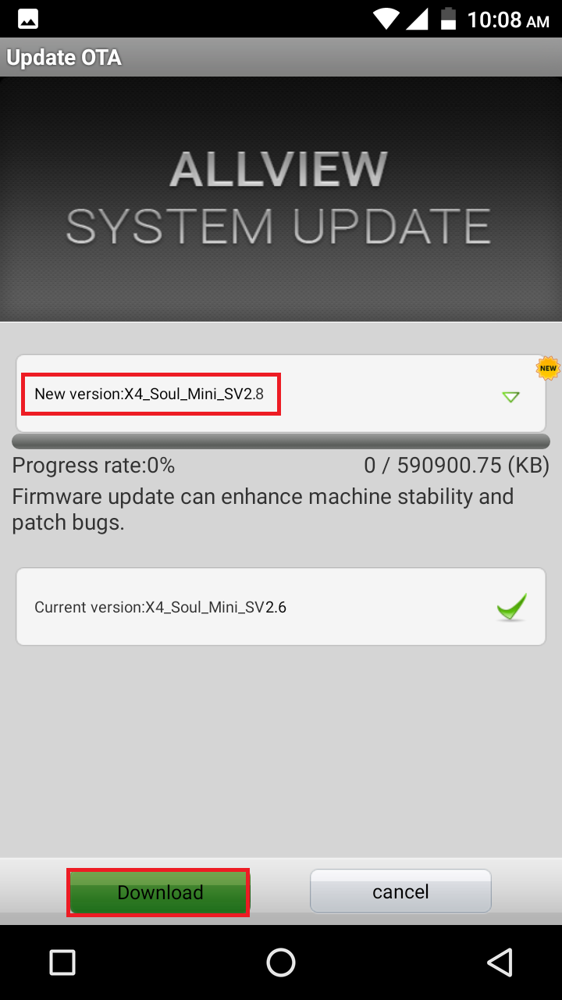 10:08 AM
Update OTA
ALLVIEW
SYSTEM UPDATE
NEW
New version:X4_Soul_Mini_SV2.8
Progress rate:0% 0 / 590900.75 (KB)
Firmware update can enhance machine stability and
patch bugs.
Current version:X4_Soul_Mini_SV2.6
Download cancel